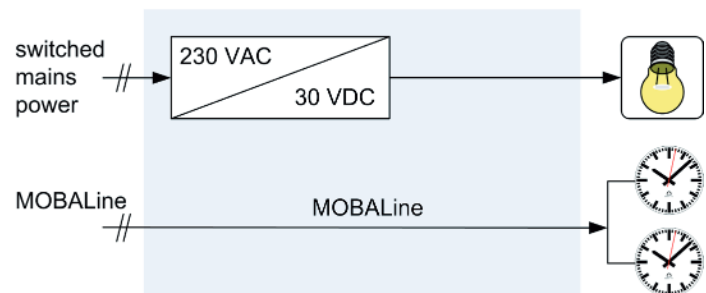 switched
mains
power
230 VAC
30 VDC
MOBALine
MOBALine